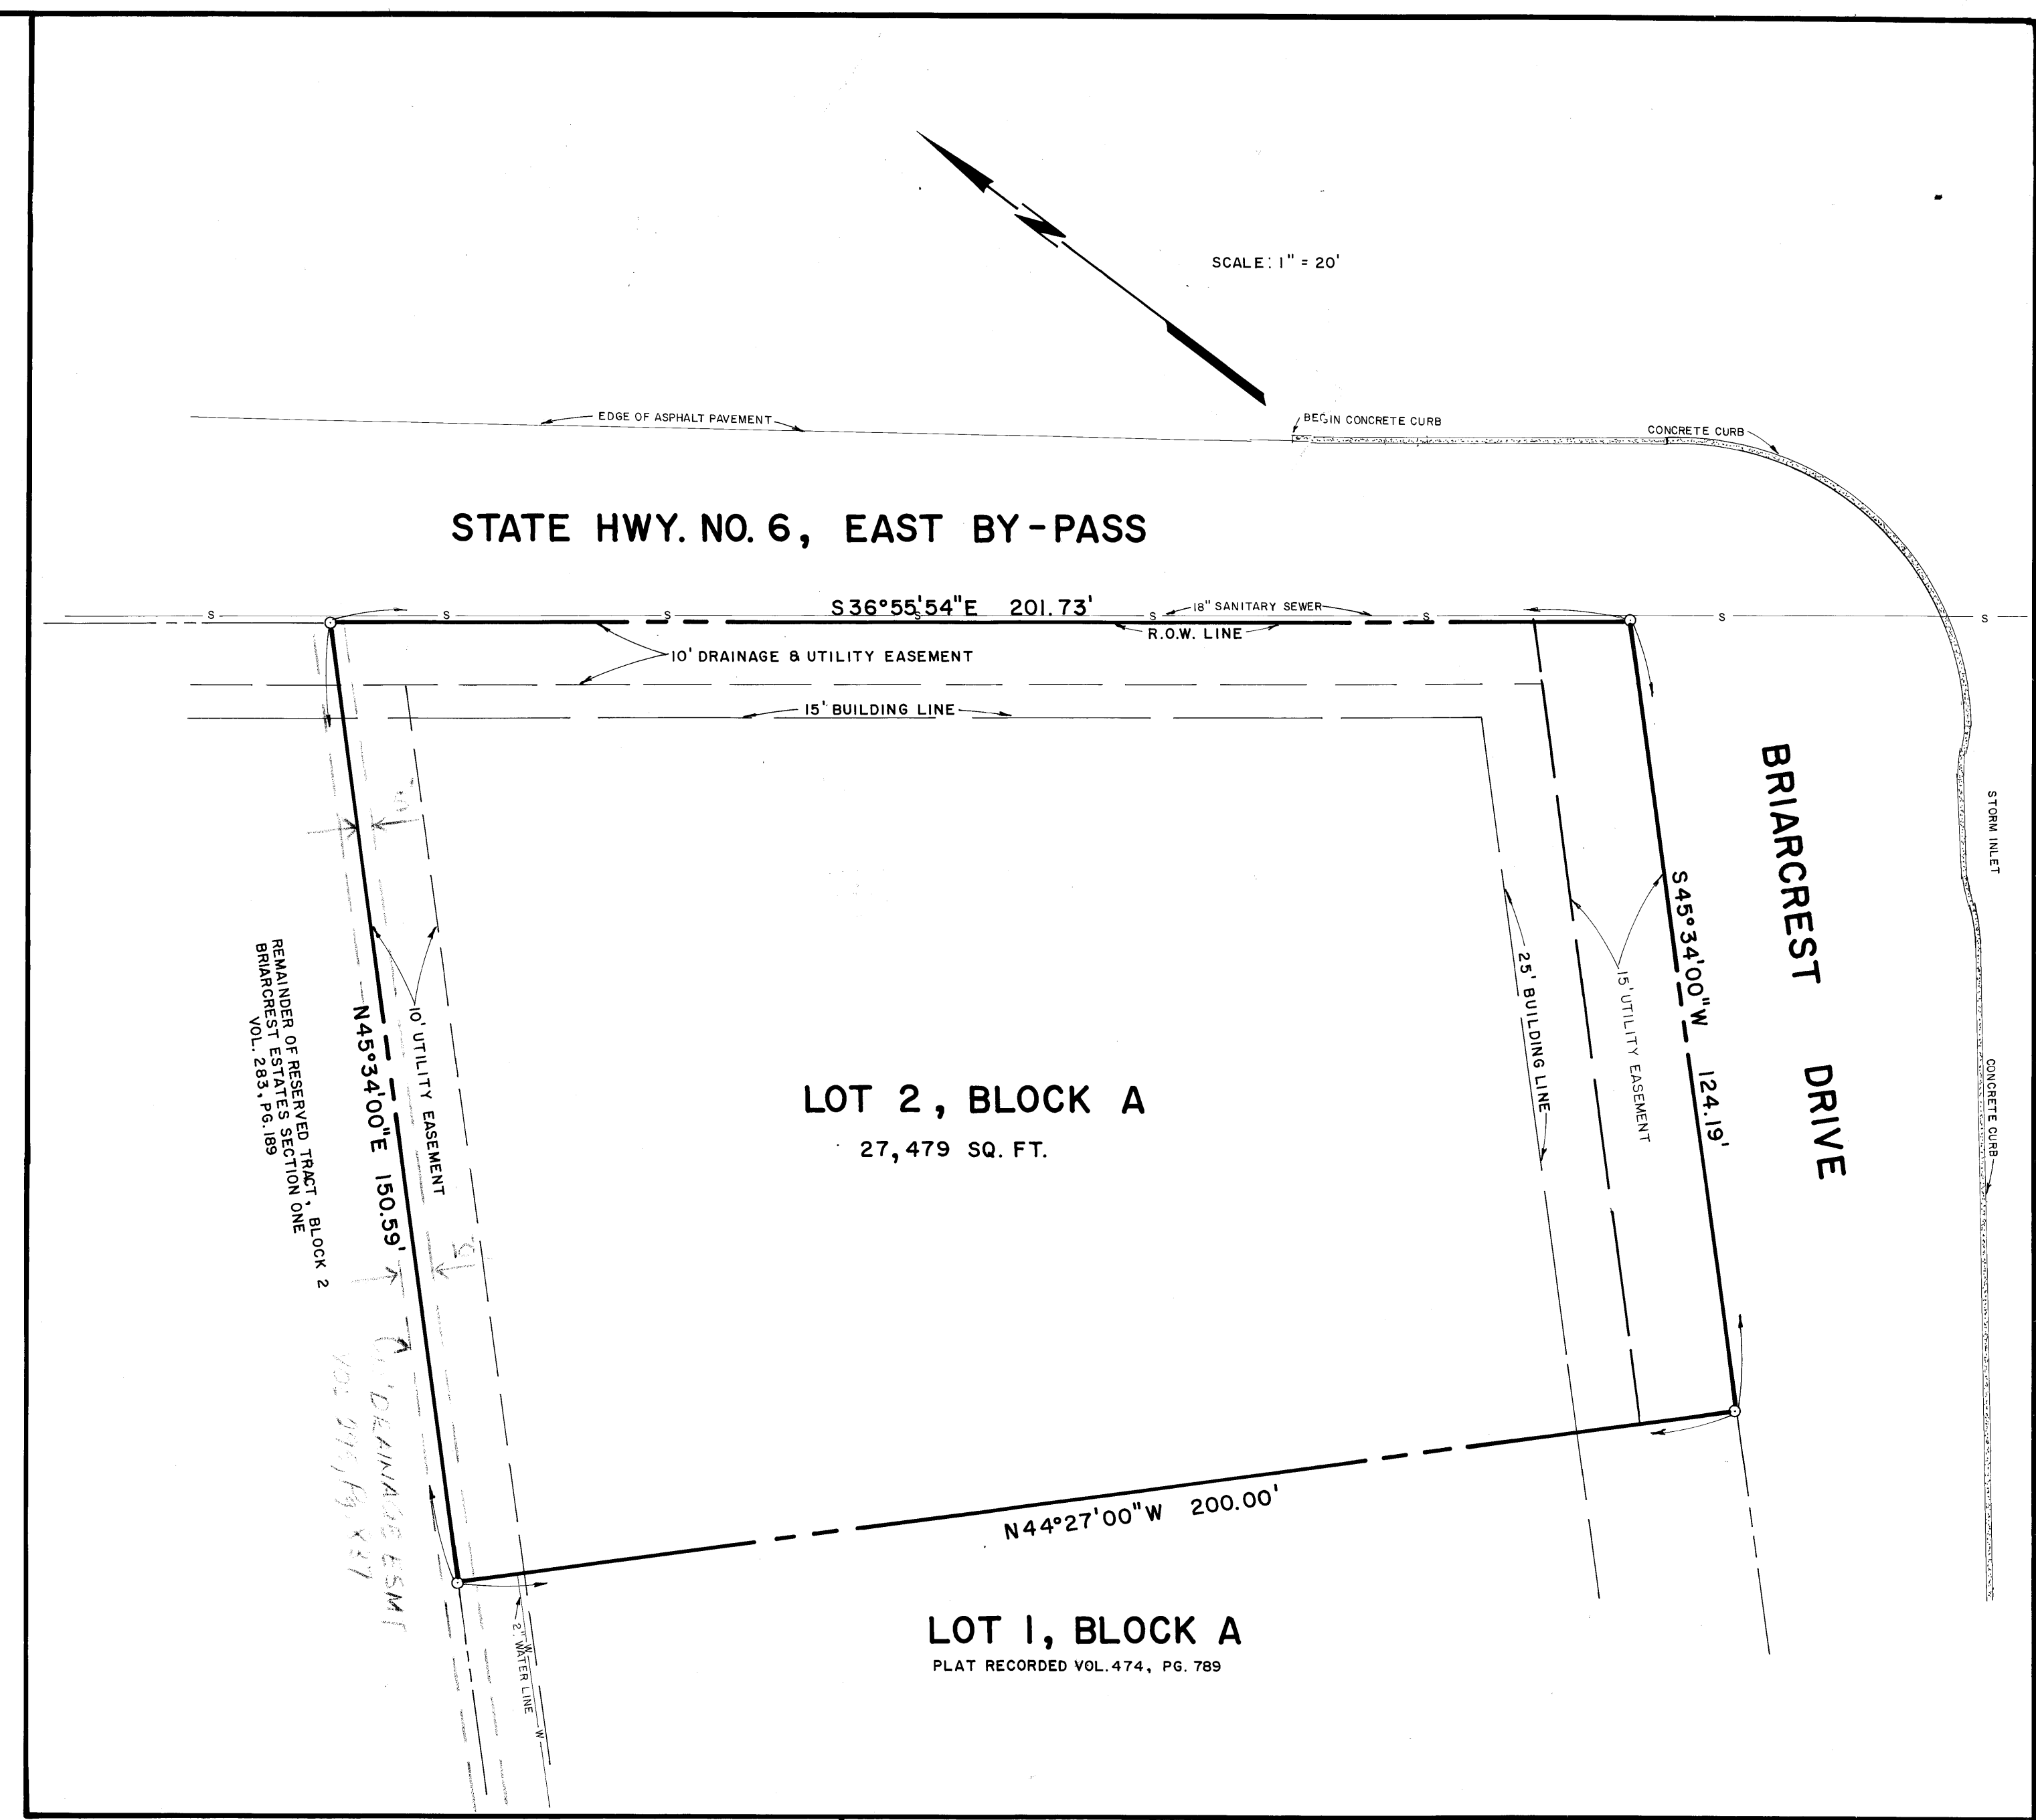 SCALE: 1" = 20'
EDGE OF ASPHALT PAVEMENT
BEGIN CONCRETE CURB
CONCRETE CURB
STATE HWY. NO. 6, EAST BY-PASS
S 36°55'54"E 201.73'
18" SANITARY SEWER
S S S S S S S S
R.O.W. LINE
10' DRAINAGE & UTILITY EASEMENT
15' BUILDING LINE
BRIARCREST DRIVE
STORM INLET
S45°34'00"W 124.19'
15' UTILITY EASEMENT
25' BUILDING LINE
CONCRETE CURB
REMAINDER OF RESERVED TRACT, BLOCK 2
BRIARCREST ESTATES SECTION ONE
VOL. 283, PG. 189
N45°34'00"E 150.59'
10' UTILITY EASEMENT
LOT 2, BLOCK A
27,479 SQ. FT.
DRAINAGE ESMT
N44°27'00"W 200.00'
LOT 1, BLOCK A
PLAT RECORDED VOL. 474, PG. 789
W
2" WATER LINE
W